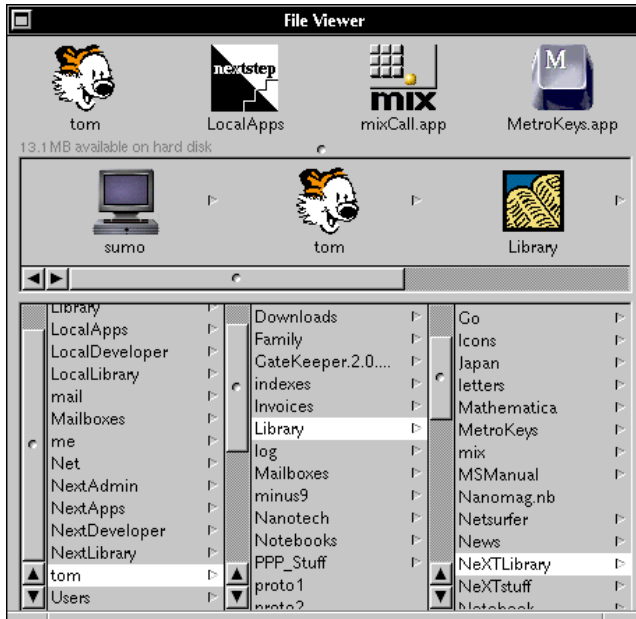 File Viewer
nextstep
M
mix
tom
LocalApps
mixCall.app
MetroKeys.app
13.1MB available on hard disk
sumo
tom
Library
Library
LocalApps
LocalDeveloper
LocalLibrary
mail
Mailboxes
me
Net
NextAdmin
NextApps
NextDeveloper
NextLibrary
tom
Users
Downloads
Family
GateKeeper.2.0....
indexes
Invoices
Library
log
Mailboxes
minus9
Nanotech
Notebooks
PPP_Stuff
proto1
proto2
Go
Icons
Japan
letters
Mathematica
MetroKeys
mix
MSManual
Nanomag.nb
Netsurfer
News
NeXTLibrary
NeXTstuff
Notebook